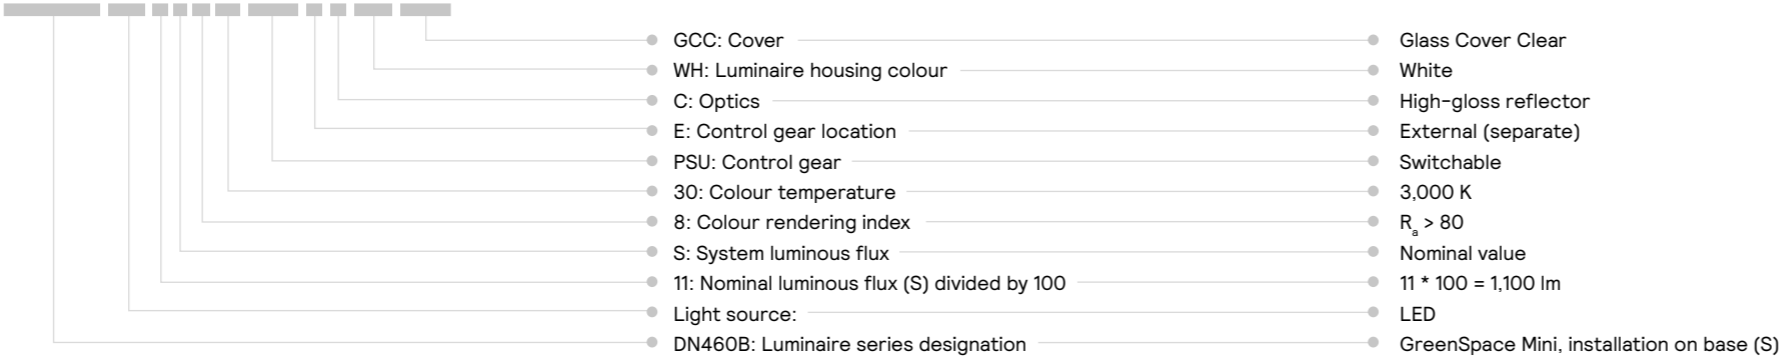 GCC: Cover Glass Cover Clear
WH: Luminaire housing colour White
C: Optics High-gloss reflector
E: Control gear location External (separate)
PSU: Control gear Switchable
30: Colour temperature 3,000 K
8: Colour rendering index Ra > 80
S: System luminous flux Nominal value
11: Nominal luminous flux (S) divided by 100 11 * 100 = 1,100 lm
Light source: LED
DN460B: Luminaire series designation GreenSpace Mini, installation on base (S)